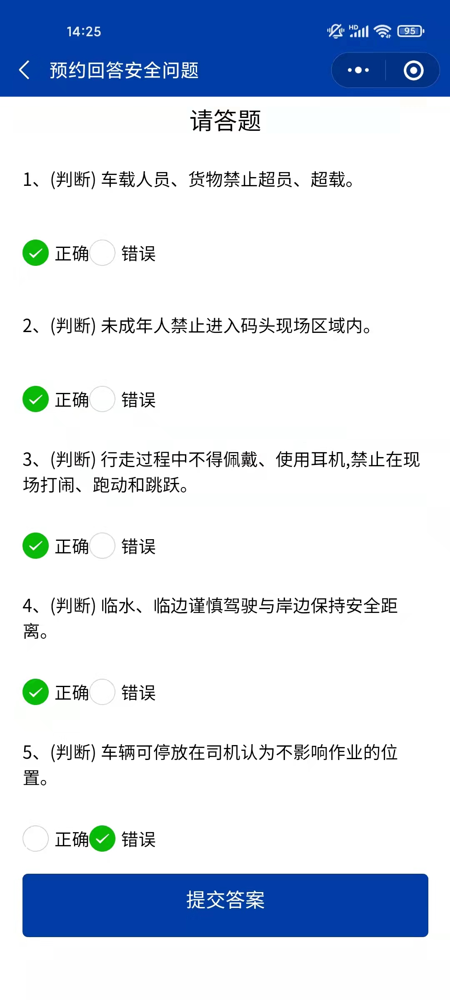 14:25
HD
95
预约回答安全问题
请答题
1、(判断) 车载人员、货物禁止超员、超载。
正确 错误
2、(判断) 未成年人禁止进入码头现场区域内。
正确 错误
3、(判断) 行走过程中不得佩戴、使用耳机,禁止在现
场打闹、跑动和跳跃。
正确 错误
4、(判断) 临水、临边谨慎驾驶与岸边保持安全距
离。
正确 错误
5、(判断) 车辆可停放在司机认为不影响作业的位
置。
正确 错误
提交答案